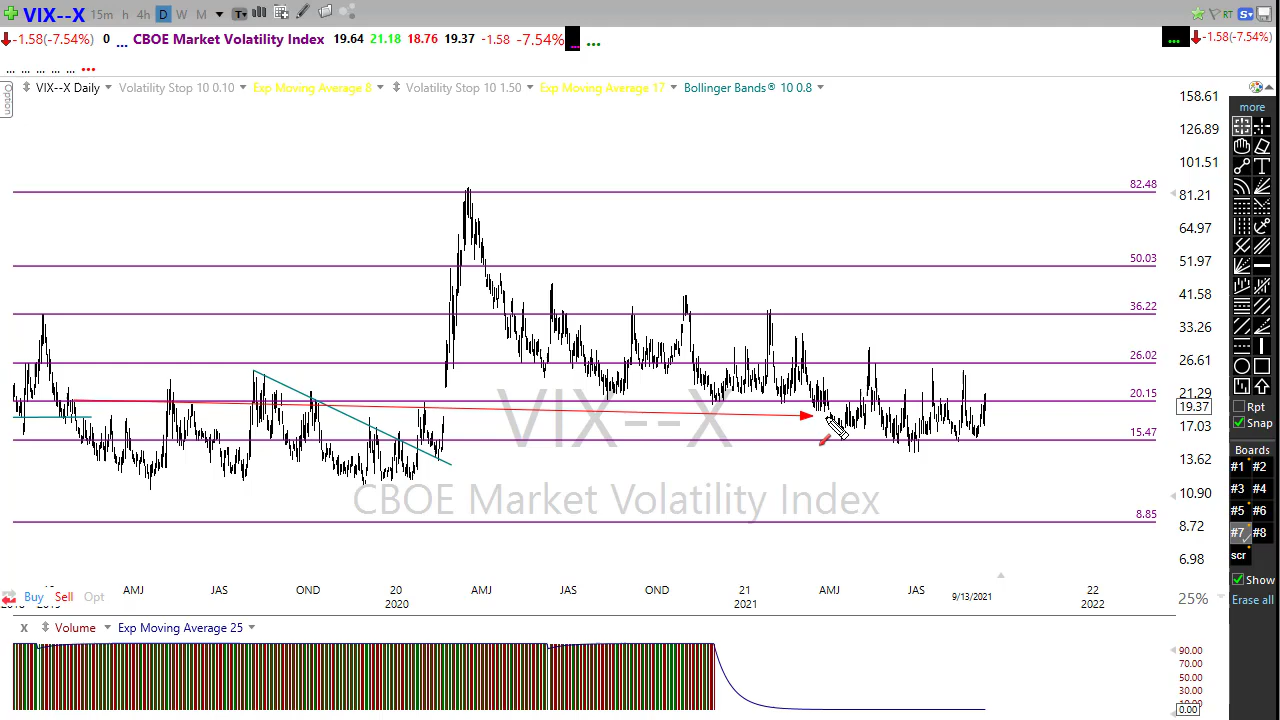 VIX--X 15m h 4h D W M T RT S
-1.58(-7.54%) 0 ... CBOE Market Volatility Index 19.64 21.18 18.76 19.37 -1.58 -7.54% ... ... ... -1.58(-7.54%)
... ... ... ... ... ...
Option
VIX--X Daily Volatility Stop 10 0.10 Exp Moving Average 8 Volatility Stop 10 1.50 Exp Moving Average 17 Bollinger Bands® 10 0.8
more
158.61
126.89
101.51
82.48
81.21
64.97
50.03
51.97
41.58
36.22
33.26
26.02
26.61
20.15
21.29
19.37
17.03
15.47
13.62
10.90
8.85
8.72
6.98
VIX--X
CBOE Market Volatility Index
Rpt
Snap
Boards
#1 #2
#3 #4
#5 #6
#7 #8
scr
Show
Erase all
AMJ JAS OND 20 AMJ JAS OND 21 AMJ JAS 9/13/2021 22
2020 2021 2022
Buy Sell Opt
25%
x Volume Exp Moving Average 25
90.00
70.00
50.00
30.00
0.00